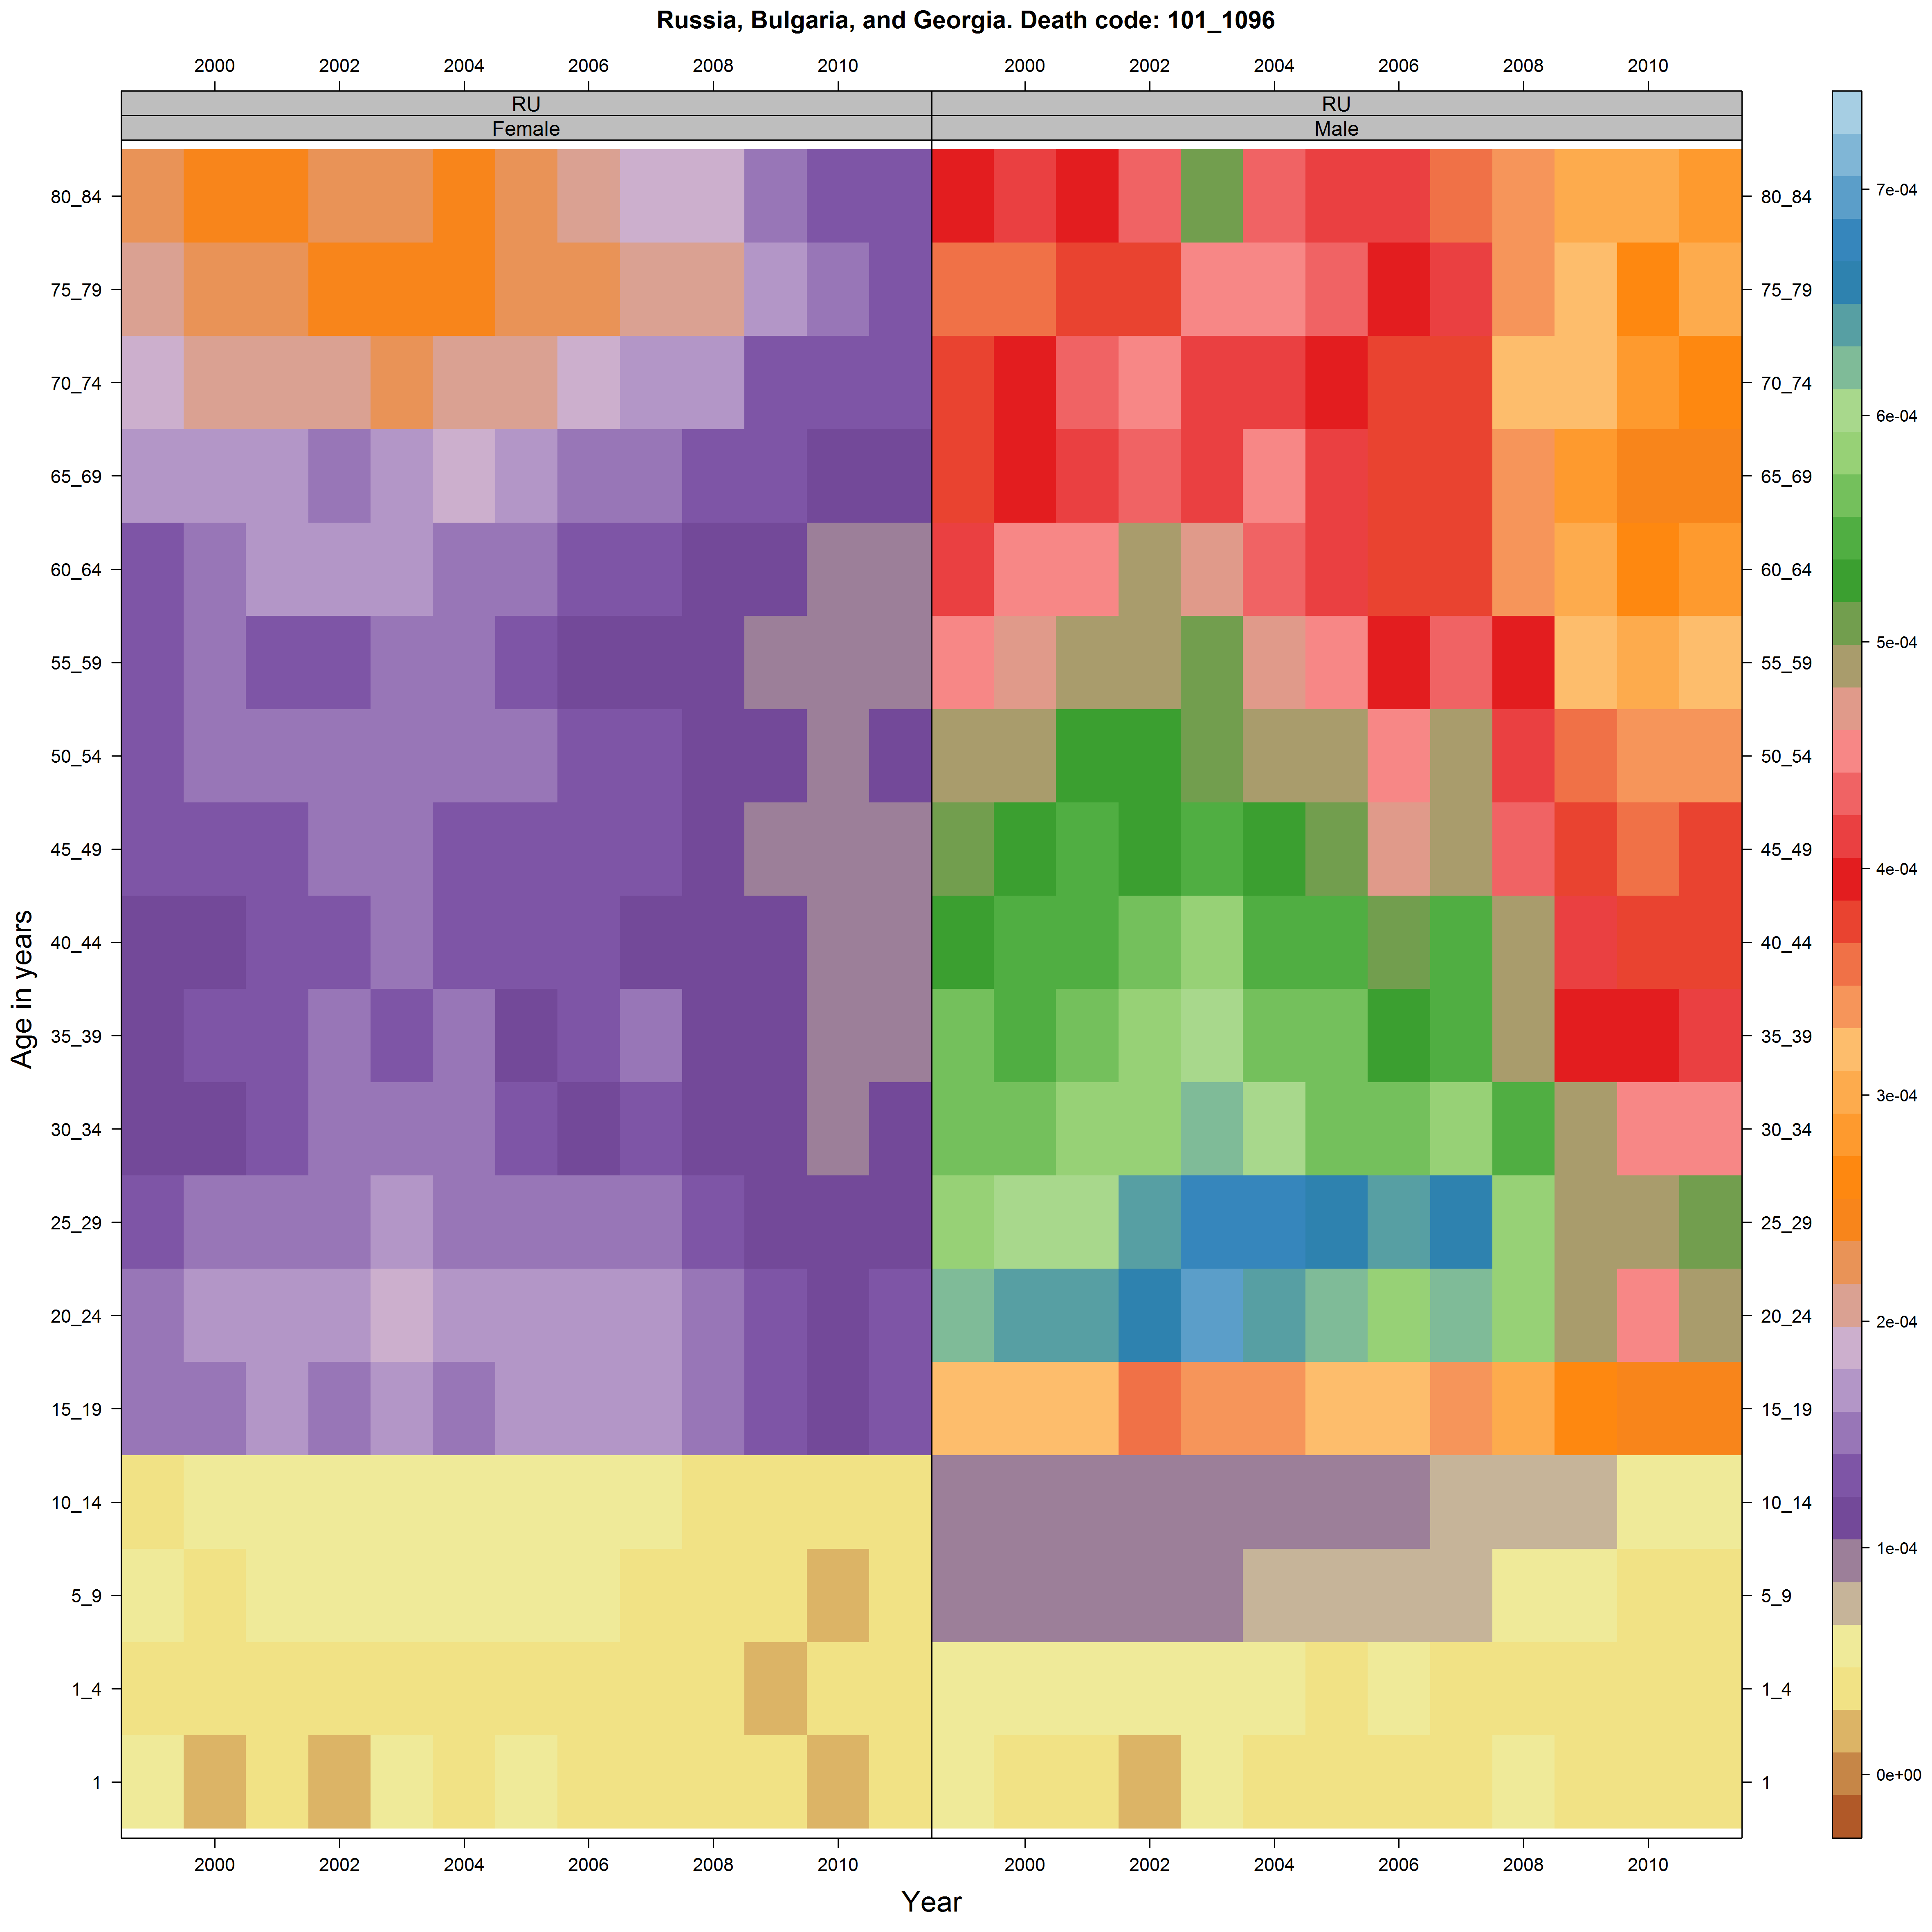 Russia, Bulgaria, and Georgia. Death code: 101_1096
2000 2002 2004 2006 2008 2010 2000 2002 2004 2006 2008 2010
RU RU
Female Male
80_84 80_84
75_79 75_79
70_74 70_74
65_69 65_69
60_64 60_64
55_59 55_59
50_54 50_54
45_49 45_49
40_44 40_44
35_39 35_39
30_34 30_34
25_29 25_29
20_24 20_24
15_19 15_19
10_14 10_14
5_9 5_9
1_4 1_4
1 1
Age in years
7e-04
6e-04
5e-04
4e-04
3e-04
2e-04
1e-04
0e+00
2000 2002 2004 2006 2008 2010 2000 2002 2004 2006 2008 2010
Year